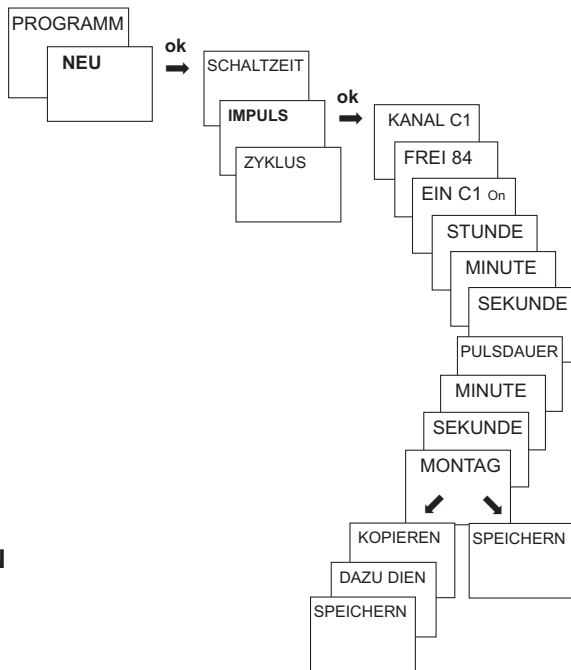 PROGRAMM
NEU
ok
SCHALTZEIT
IMPULS
ZYKLUS
ok
KANAL C1
FREI 84
EIN C1 On
STUNDE
MINUTE
SEKUNDE
PULSDAUER
MINUTE
SEKUNDE
MONTAG
KOPIEREN
DAZU DIEN
SPEICHERN
SPEICHERN